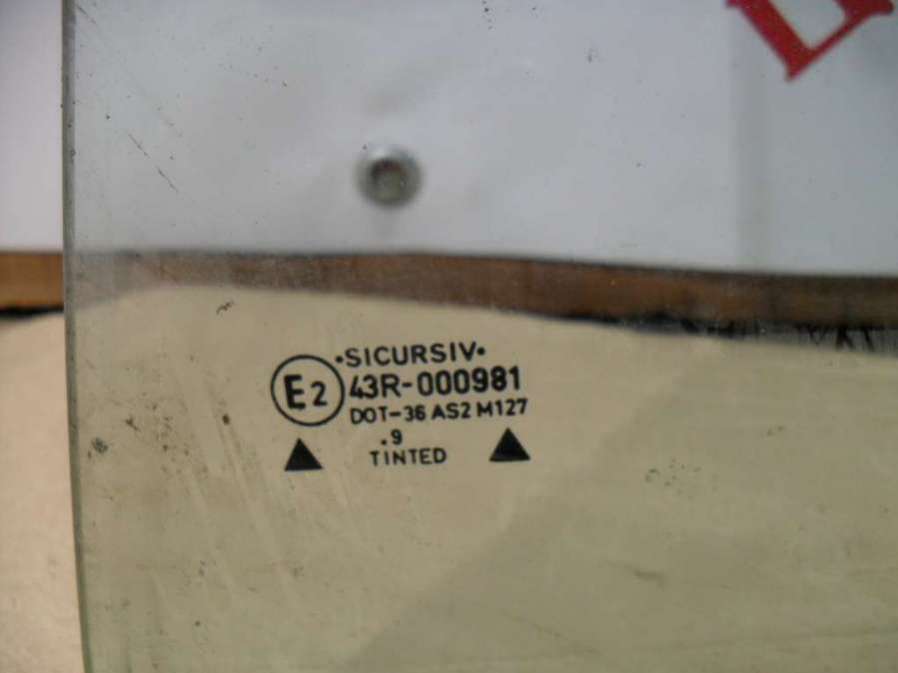 •SICURSIV•
E2 43R-000981
DOT-36 AS2 M127
.9
TINTED